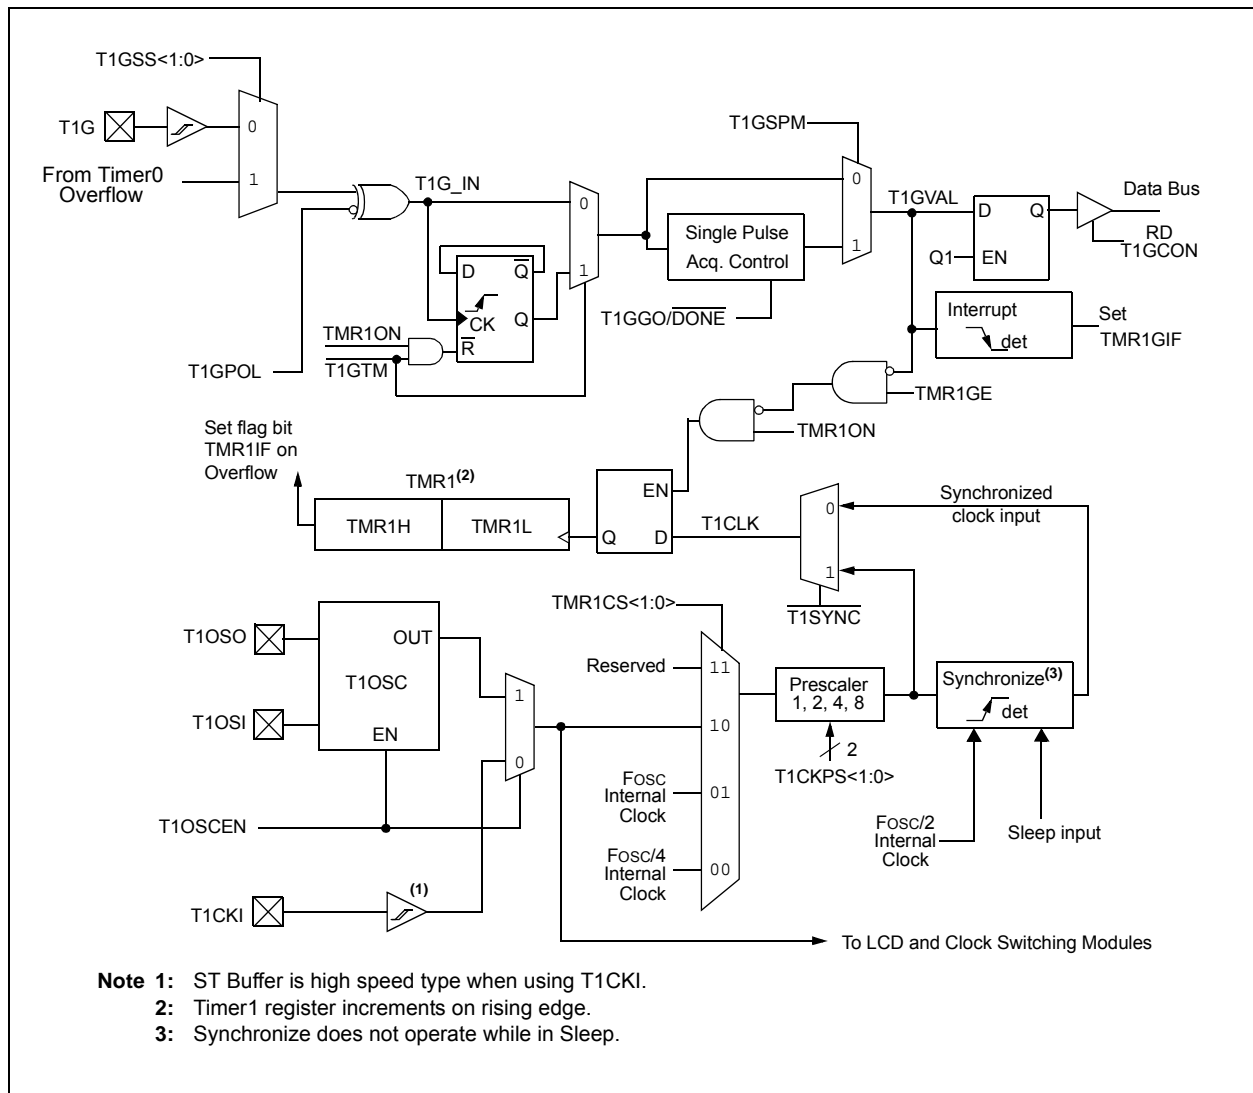 T1GSS<1:0>
T1G
0
From Timer0
Overflow
1
T1G_IN
T1GSPM
0
1
D
Q
CK
Q
R
TMR1ON
T1GTM
T1GPOL
0
1
Single Pulse
Acq. Control
T1GGO/DONE
T1GVAL
D
Q
Q1
EN
Data Bus
RD
T1GCON
Interrupt
det
Set
TMR1GIF
TMR1GE
TMR1ON
Set flag bit
TMR1IF on
Overflow
TMR1(2)
TMR1H
TMR1L
EN
Q
D
T1CLK
0
1
T1SYNC
Synchronized
clock input
T1OSO
T1OSI
OUT
T1OSC
EN
1
0
T1OSCEN
T1CKI
(1)
TMR1CS<1:0>
Reserved
11
10
FOSC
Internal
Clock
01
FOSC/4
Internal
Clock
00
Prescaler
1, 2, 4, 8
2
T1CKPS<1:0>
Synchronize(3)
det
FOSC/2
Internal
Clock
Sleep input
To LCD and Clock Switching Modules
Note 1: ST Buffer is high speed type when using T1CKI.
2: Timer1 register increments on rising edge.
3: Synchronize does not operate while in Sleep.